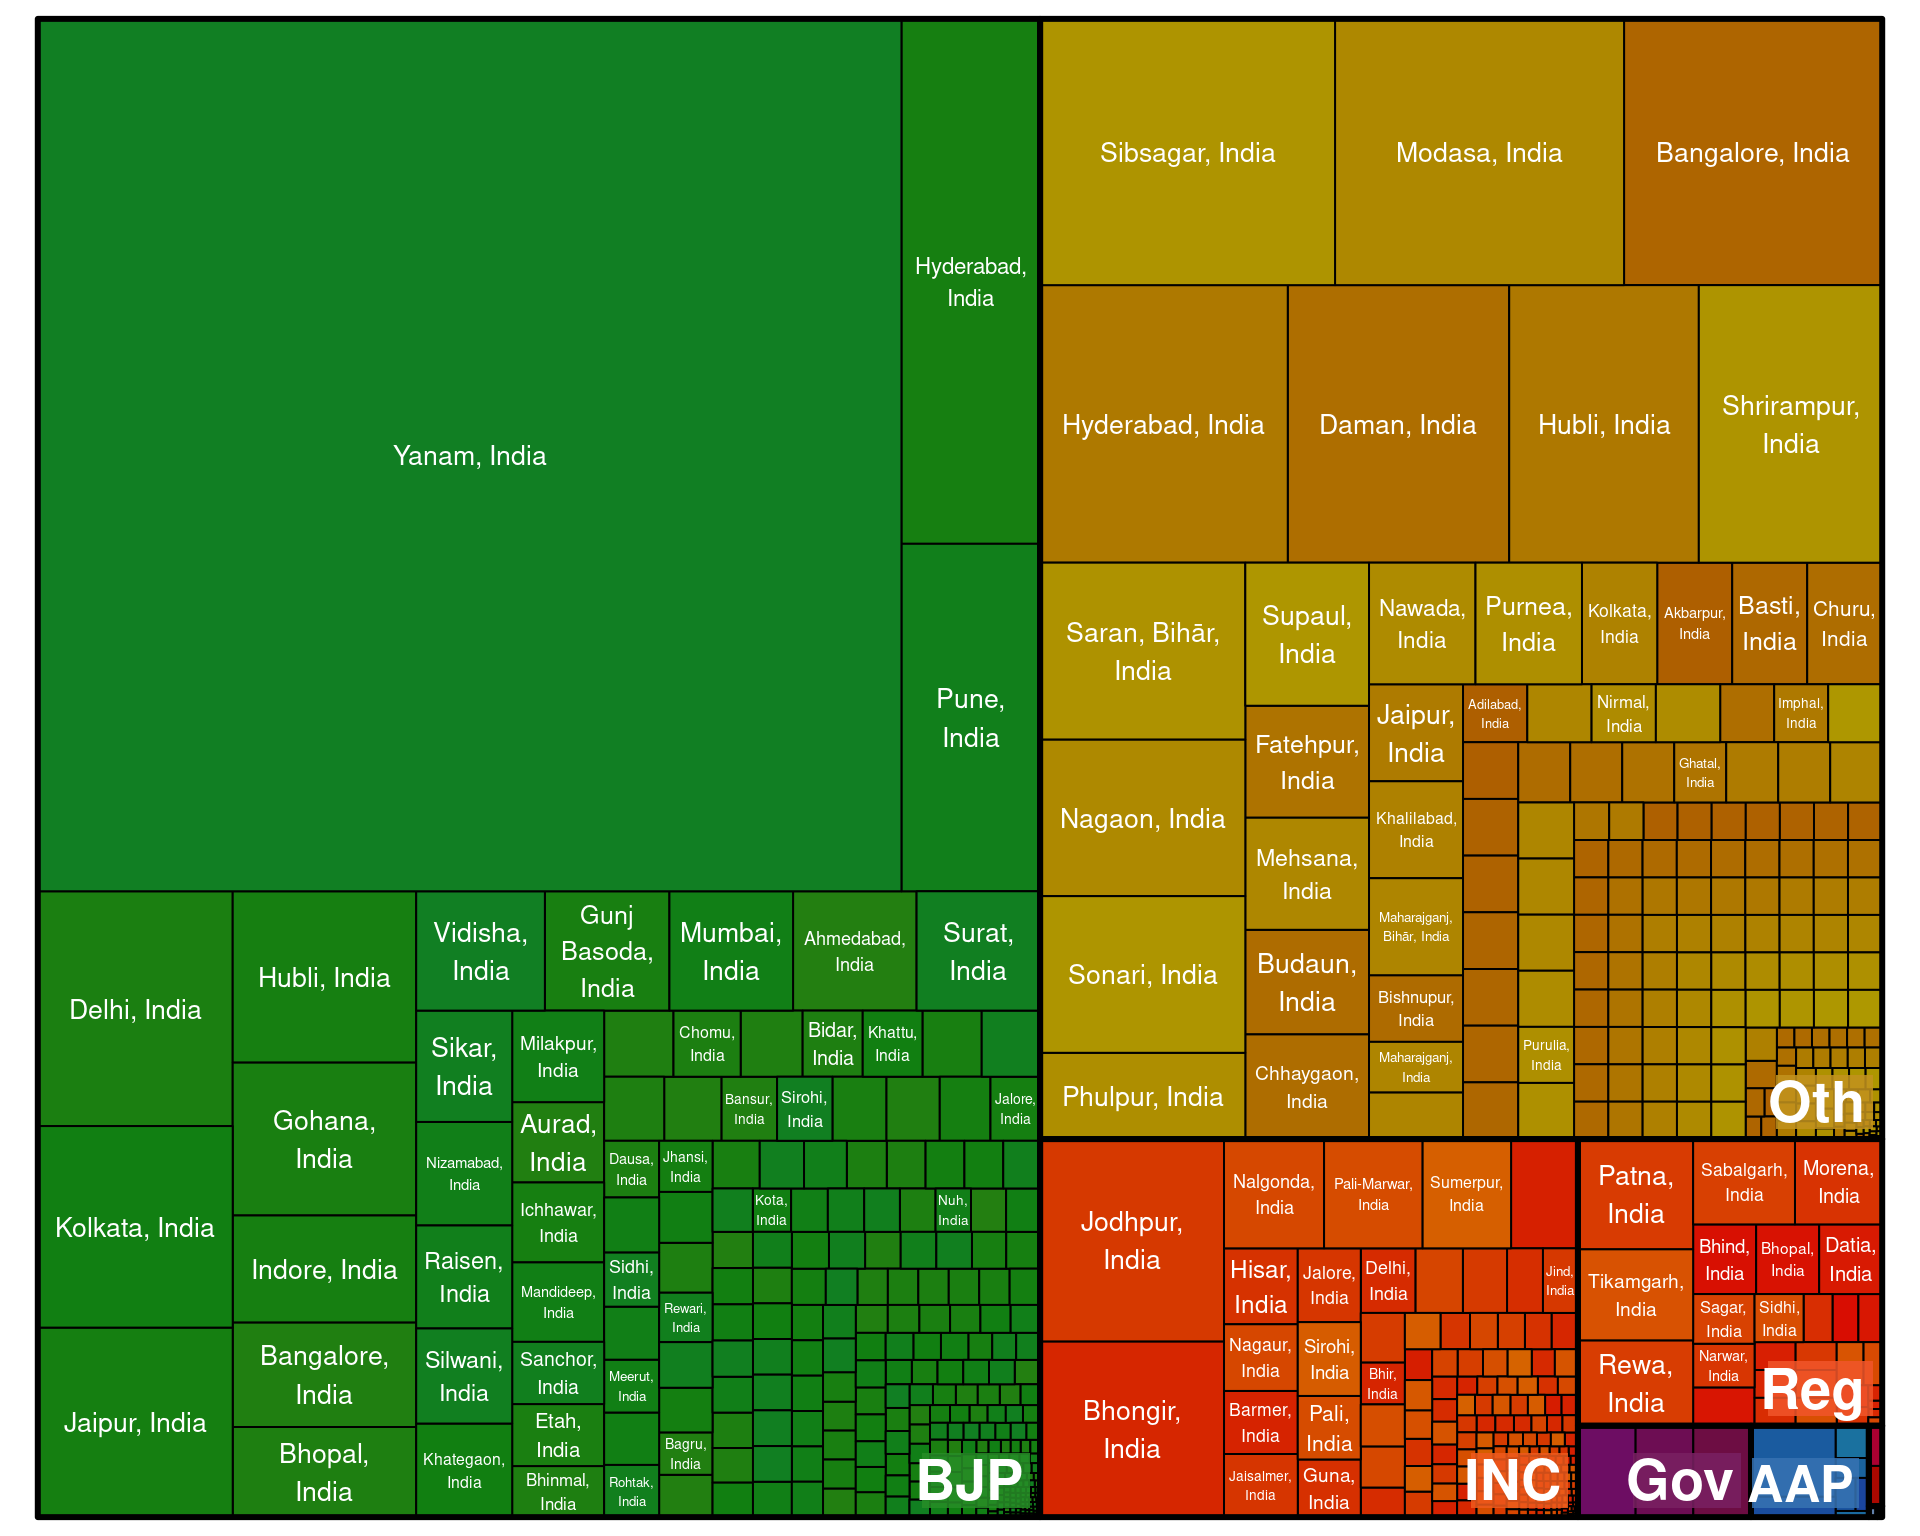 Yanam, India
Hyderabad,
India
Pune,
India
Delhi, India
Kolkata, India
Jaipur, India
Hubli, India
Gohana,
India
Indore, India
Bangalore,
India
Bhopal,
India
Vidisha,
India
Gunj
Basoda,
India
Mumbai,
India
Ahmedabad,
India
Surat,
India
Sikar,
India
Nizamabad,
India
Raisen,
India
Silwani,
India
Khategaon,
India
Milakpur,
India
Aurad,
India
Ichhawar,
India
Mandideep,
India
Sanchor,
India
Etah,
India
Bhinmal,
India
Chomu,
India
Bidar,
India
Khattu,
India
Bansur,
India
Sirohi,
India
Jalore,
India
Dausa,
India
Jhansi,
India
Sidhi,
India
Rewari,
India
Meerut,
India
Bagru,
India
Rohtak,
India
Kota,
India
Nuh,
India
BJP
Sibsagar, India
Modasa, India
Bangalore, India
Hyderabad, India
Daman, India
Hubli, India
Shrirampur,
India
Saran, Bihār,
India
Nagaon, India
Sonari, India
Phulpur, India
Supaul,
India
Fatehpur,
India
Mehsana,
India
Budaun,
India
Chhaygaon,
India
Nawada,
India
Purnea,
India
Kolkata,
India
Akbarpur,
India
Basti,
India
Churu,
India
Jaipur,
India
Khalilabad,
India
Maharajganj,
Bihār, India
Bishnupur,
India
Maharajganj,
India
Adilabad,
India
Nirmal,
India
Imphal,
India
Ghatal,
India
Purulia,
India
Oth
Jodhpur,
India
Bhongir,
India
Nalgonda,
India
Pali-Marwar,
India
Sumerpur,
India
Hisar,
India
Nagaur,
India
Barmer,
India
Jaisalmer,
India
Jalore,
India
Sirohi,
India
Pali,
India
Guna,
India
Delhi,
India
Bhir,
India
Jind,
India
INC
Patna,
India
Tikamgarh,
India
Rewa,
India
Sabalgarh,
India
Morena,
India
Bhind,
India
Bhopal,
India
Datia,
India
Sagar,
India
Sidhi,
India
Narwar,
India
Reg
Gov
AAP